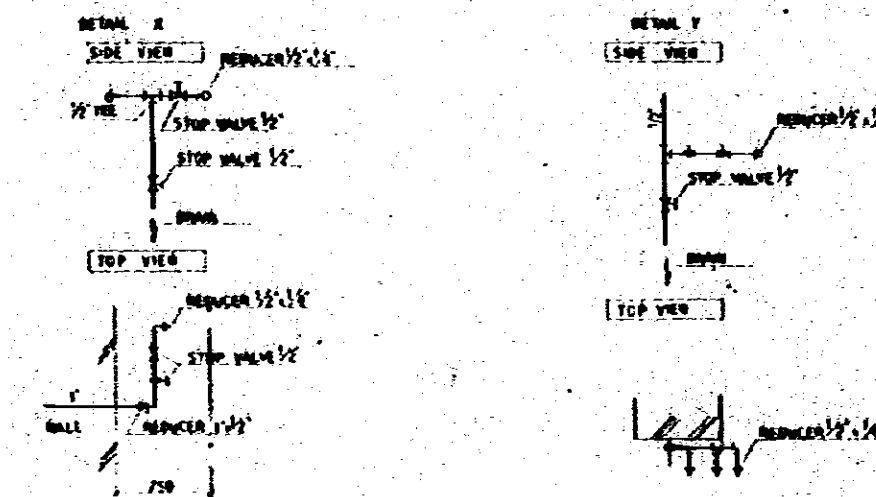 DETAIL X
SIDE VIEW
REDUCER 1/2"x1/4"
1/2" TEE
STOP VALVE 1/2"
STOP VALVE 1/2"
DRAIN
TOP VIEW
REDUCER 1/2"x1/4"
STOP VALVE 1/2"
1"
WALL
REDUCER 1"x1/2"
750
DETAIL Y
SIDE VIEW
1/2"
REDUCER 1/2"x
STOP VALVE 1/2"
DRAIN
TOP VIEW
REDUCER 1/2"x1/4